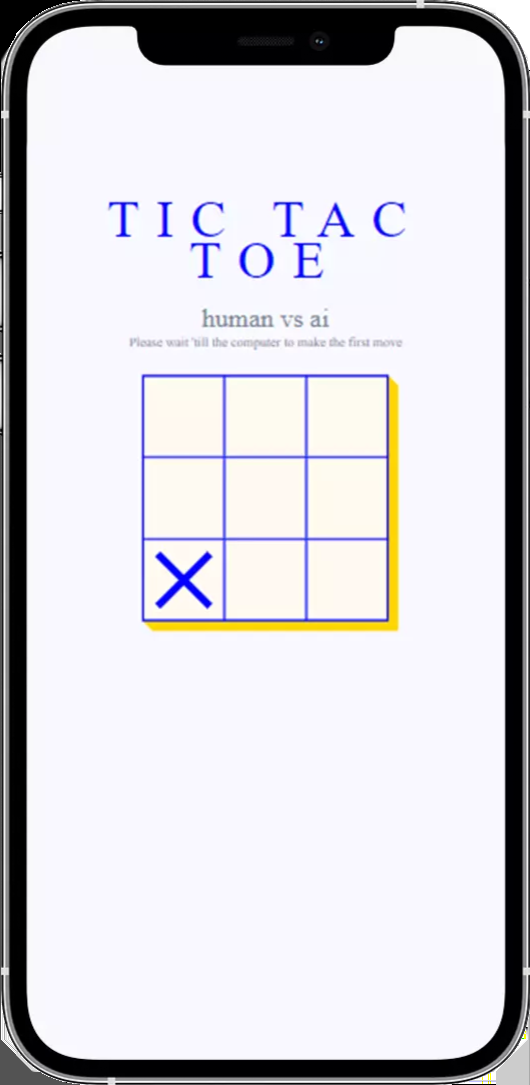 TIC TAC
TOE
human vs ai
Please wait 'till the computer to make the first move